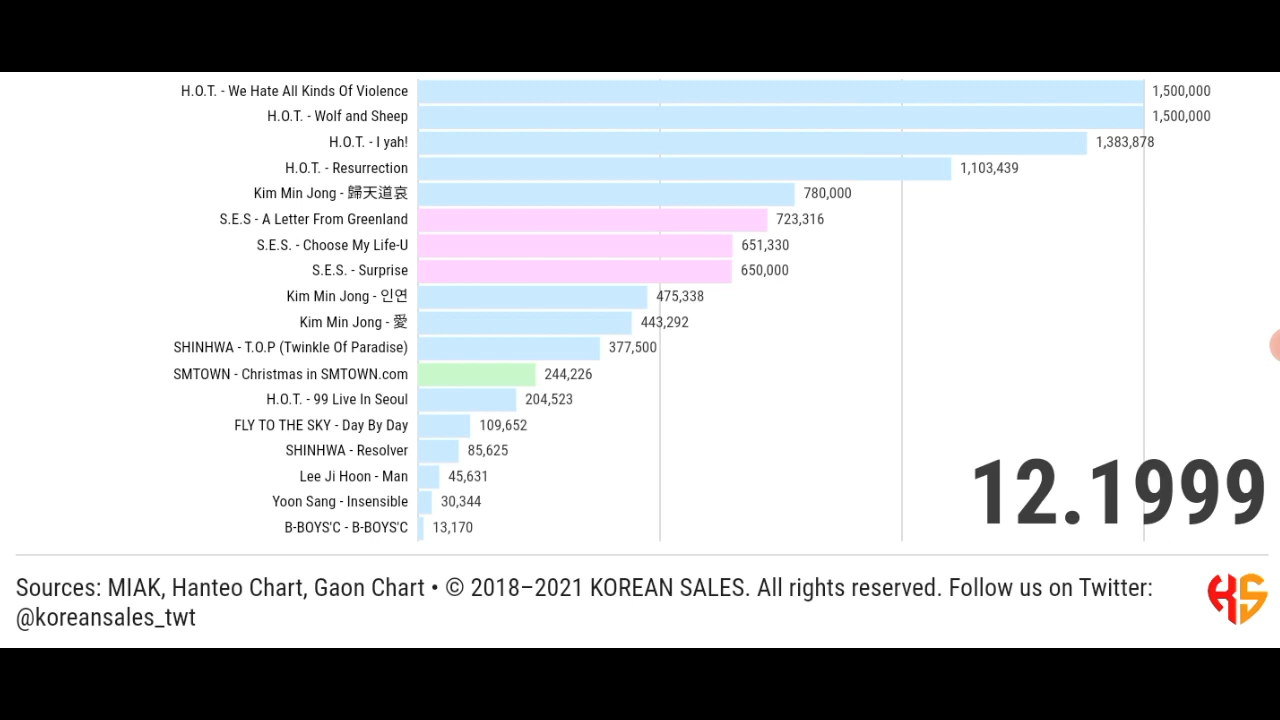 H.O.T. - We Hate All Kinds Of Violence 1,500,000
H.O.T. - Wolf and Sheep 1,500,000
H.O.T. - I yah! 1,383,878
H.O.T. - Resurrection 1,103,439
Kim Min Jong - 歸天道哀 780,000
S.E.S - A Letter From Greenland 723,316
S.E.S. - Choose My Life-U 651,330
S.E.S. - Surprise 650,000
Kim Min Jong - 인연 475,338
Kim Min Jong - 愛 443,292
SHINHWA - T.O.P (Twinkle Of Paradise) 377,500
SMTOWN - Christmas in SMTOWN.com 244,226
H.O.T. - 99 Live In Seoul 204,523
FLY TO THE SKY - Day By Day 109,652
SHINHWA - Resolver 85,625
Lee Ji Hoon - Man 45,631
Yoon Sang - Insensible 30,344
B-BOYS'C - B-BOYS'C 13,170
12.1999
Sources: MIAK, Hanteo Chart, Gaon Chart • © 2018–2021 KOREAN SALES. All rights reserved. Follow us on Twitter:
@koreansales_twt
KS